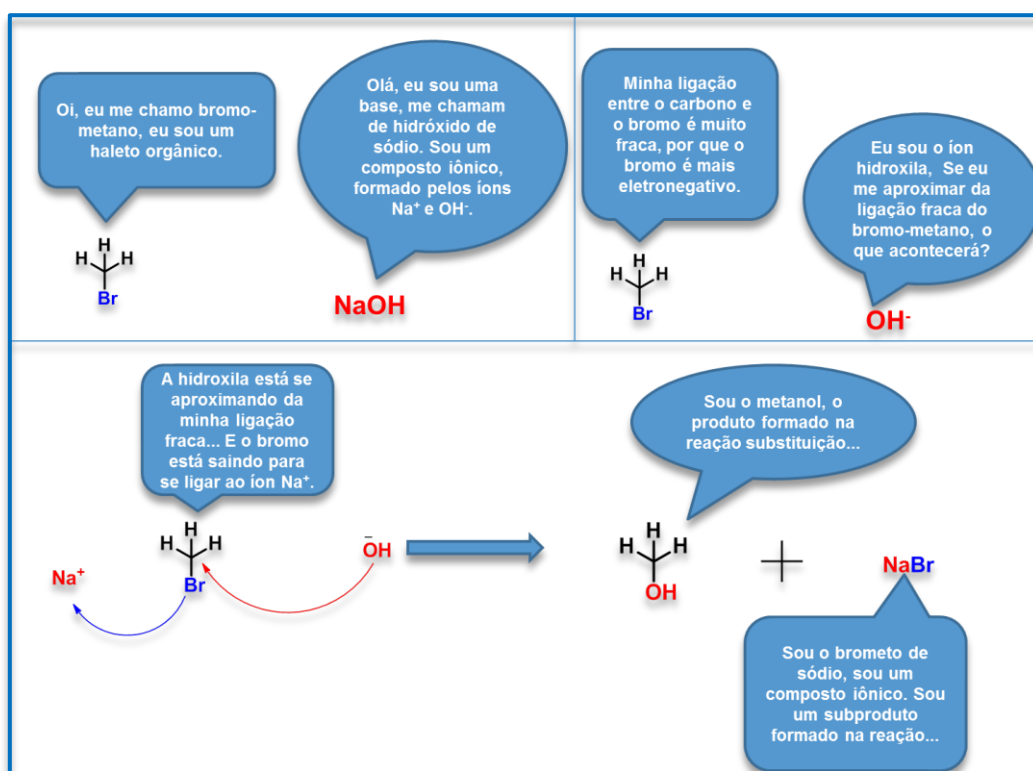 Oi, eu me chamo bromo-
metano, eu sou um
haleto orgânico.
H
H H
Br
Olá, eu sou uma
base, me chamam
de hidróxido de
sódio. Sou um
composto iônico,
formado pelos íons
Na⁺ e OH⁻.
NaOH
Minha ligação
entre o carbono e
o bromo é muito
fraca, por que o
bromo é mais
eletronegativo.
H
H H
Br
Eu sou o íon
hidroxila, Se eu
me aproximar da
ligação fraca do
bromo-metano, o
que acontecerá?
OH⁻
A hidroxila está se
aproximando da
minha ligação
fraca... E o bromo
está saindo para
se ligar ao íon Na⁺.
H
H H
Br
Na⁺
⁻OH
Sou o metanol, o
produto formado na
reação substituição...
H
H H
OH
+
NaBr
Sou o brometo de
sódio, sou um
composto iônico. Sou
um subproduto
formado na reação...